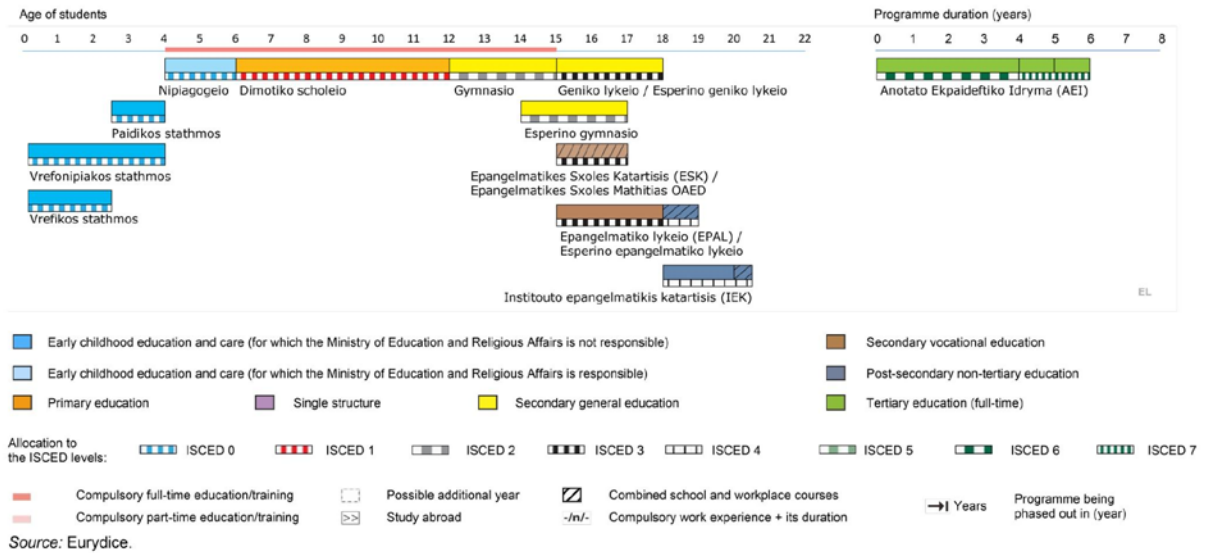 Age of students
Programme duration (years)
0 1 2 3 4 5 6 7 8 9 10 11 12 13 14 15 16 17 18 19 20 21 22
0 1 2 3 4 5 6 7 8
Nipiagogeio
Dimotiko scholeio
Gymnasio
Geniko lykeio / Esperino geniko lykeio
Anotato Ekpaideftiko Idryma (AEI)
Paidikos stathmos
Esperino gymnasio
Vrefonipiakos stathmos
Epangelmatikes Sxoles Katartisis (ESK) /
Epangelmatikes Sxoles Mathitias OAED
Vrefikos stathmos
Epangelmatiko lykeio (EPAL) /
Esperino epangelmatiko lykeio
Institouto epangelmatikis katartisis (IEK)
EL
Early childhood education and care (for which the Ministry of Education and Religious Affairs is not responsible)
Secondary vocational education
Early childhood education and care (for which the Ministry of Education and Religious Affairs is responsible)
Post-secondary non-tertiary education
Primary education
Single structure
Secondary general education
Tertiary education (full-time)
Allocation to
the ISCED levels:
ISCED 0
ISCED 1
ISCED 2
ISCED 3
ISCED 4
ISCED 5
ISCED 6
ISCED 7
Compulsory full-time education/training
Possible additional year
Combined school and workplace courses
Years
Programme being
phased out in (year)
Compulsory part-time education/training
>>
Study abroad
-/n/-
Compulsory work experience + its duration
Source: Eurydice.